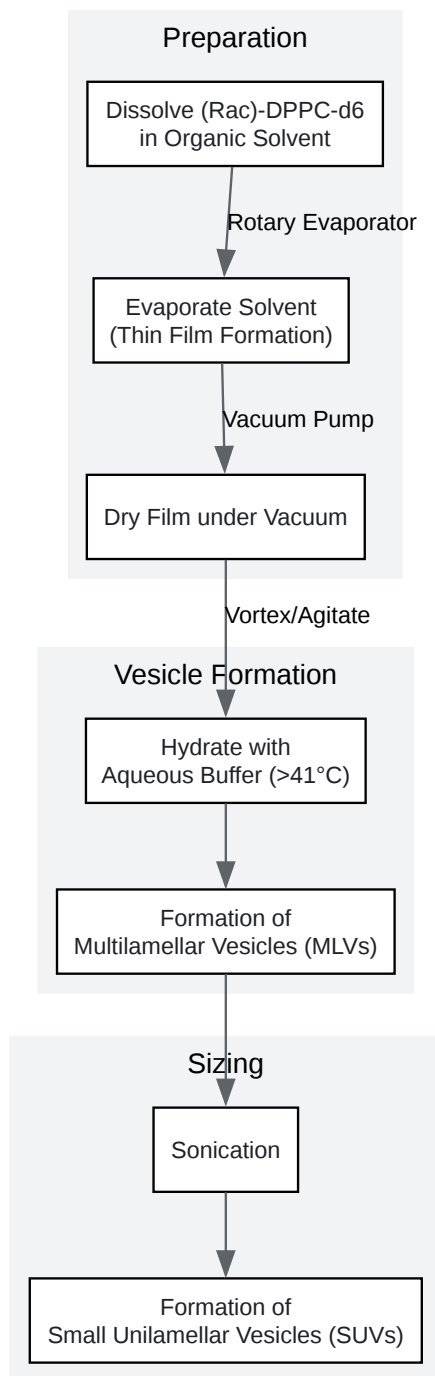 Preparation
Dissolve (Rac)-DPPC-d6
in Organic Solvent
Rotary Evaporator
Evaporate Solvent
(Thin Film Formation)
Vacuum Pump
Dry Film under Vacuum
Vortex/Agitate
Vesicle Formation
Hydrate with
Aqueous Buffer (>41°C)
Formation of
Multilamellar Vesicles (MLVs)
Sizing
Sonication
Formation of
Small Unilamellar Vesicles (SUVs)